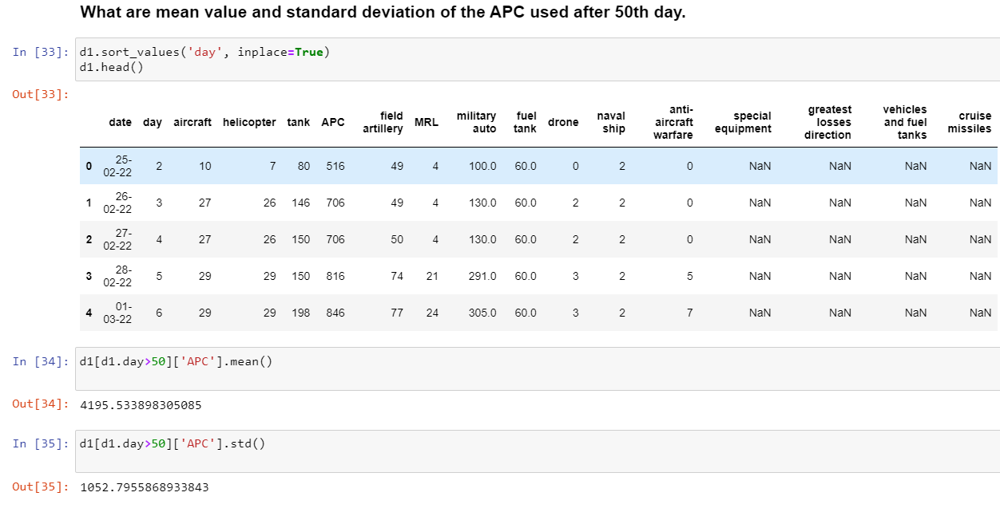 What are mean value and standard deviation of the APC used after 50th day.
In [33]: d1.sort_values('day', inplace=True)
d1.head()
Out[33]:
date day aircraft helicopter tank APC field artillery MRL military auto fuel tank drone naval ship anti-aircraft warfare special equipment greatest losses direction vehicles and fuel tanks cruise missiles
0 25-02-22 2 10 7 80 516 49 4 100.0 60.0 0 2 0 NaN NaN NaN NaN
1 26-02-22 3 27 26 146 706 49 4 130.0 60.0 2 2 0 NaN NaN NaN NaN
2 27-02-22 4 27 26 150 706 50 4 130.0 60.0 2 2 0 NaN NaN NaN NaN
3 28-02-22 5 29 29 150 816 74 21 291.0 60.0 3 2 5 NaN NaN NaN NaN
4 01-03-22 6 29 29 198 846 77 24 305.0 60.0 3 2 7 NaN NaN NaN NaN
In [34]: d1[d1.day>50]['APC'].mean()
Out[34]: 4195.533898305085
In [35]: d1[d1.day>50]['APC'].std()
Out[35]: 1052.7955868933843